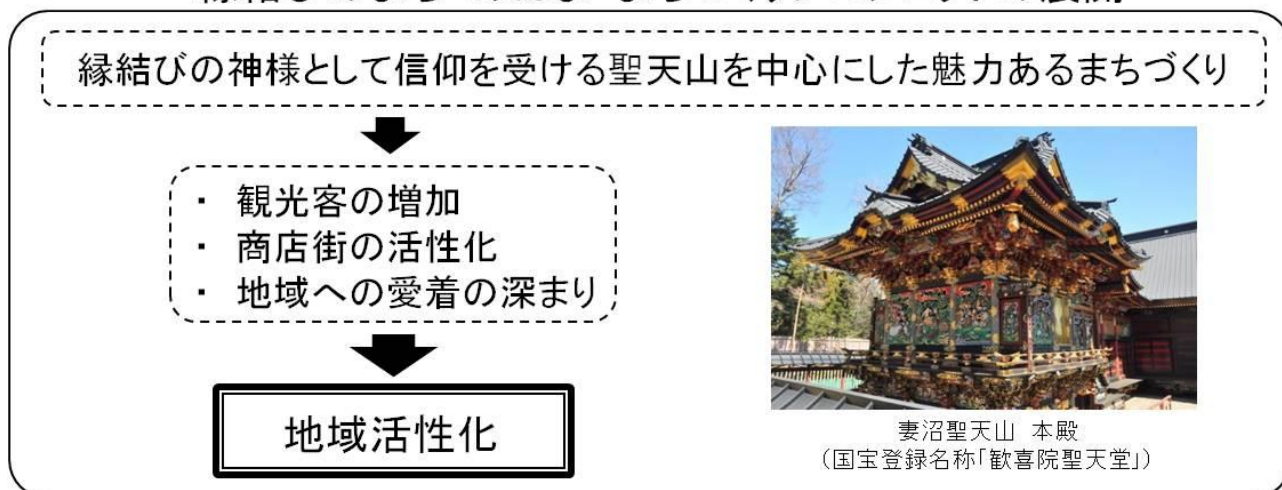 縁結びの神様として信仰を受ける聖天山を中心にした魅力あるまちづくり
・ 観光客の増加
・ 商店街の活性化
・ 地域への愛着の深まり
地域活性化
妻沼聖天山 本殿
（国宝登録名称「歓喜院聖天堂」）